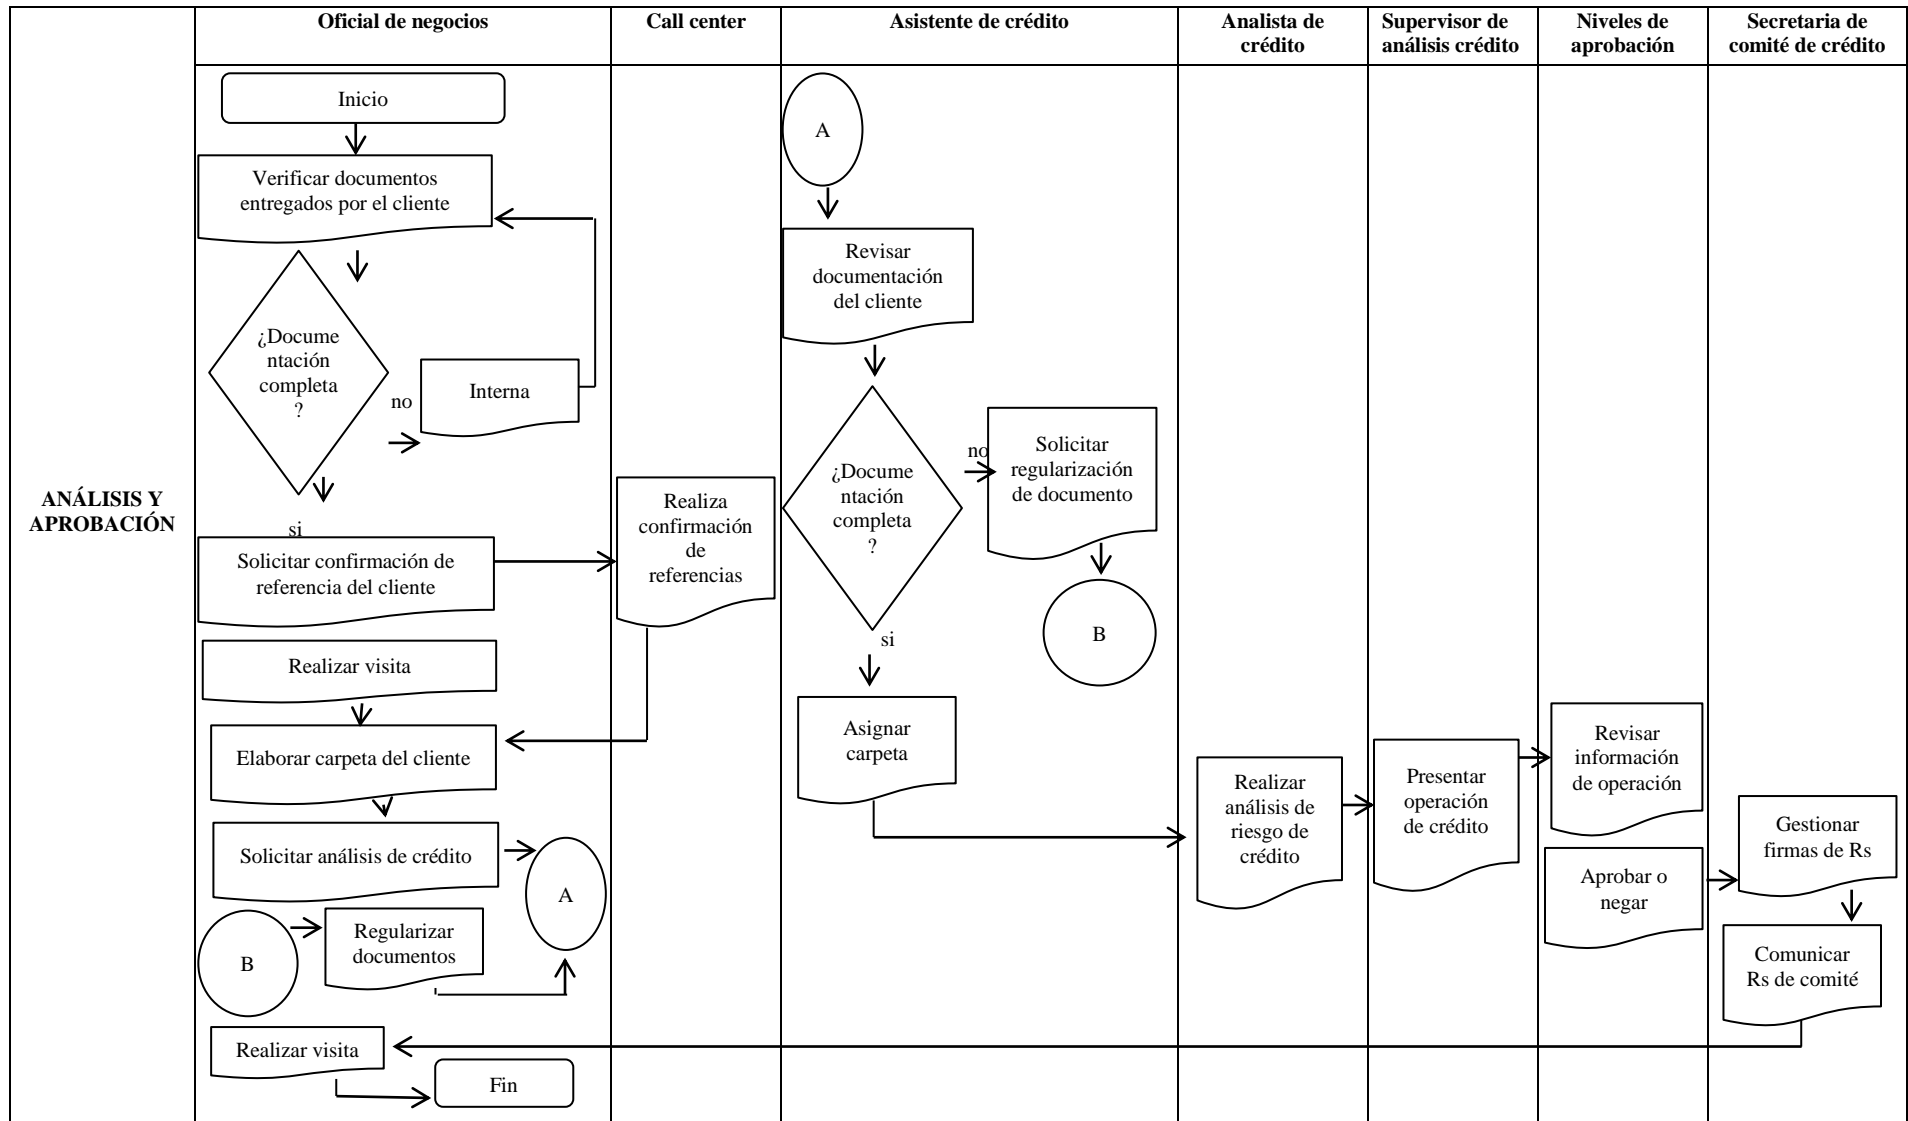 Oficial de negocios
Call center
Asistente de crédito
Analista de
crédito
Supervisor de
análisis crédito
Niveles de
aprobación
Secretaria de
comité de crédito
ANÁLISIS Y
APROBACIÓN
Inicio
Verificar documentos
entregados por el cliente
¿Docume
ntación
completa
?
no
Interna
si
Solicitar confirmación de
referencia del cliente
Realizar visita
Elaborar carpeta del cliente
Solicitar análisis de crédito
A
B
Regularizar
documentos
Realizar visita
Fin
Realiza
confirmación
de
referencias
A
Revisar
documentación
del cliente
¿Docume
ntación
completa
?
no
Solicitar
regularización
de documento
B
si
Asignar
carpeta
Realizar
análisis de
riesgo de
crédito
Presentar
operación
de crédito
Revisar
información
de operación
Aprobar o
negar
Gestionar
firmas de Rs
Comunicar
Rs de comité